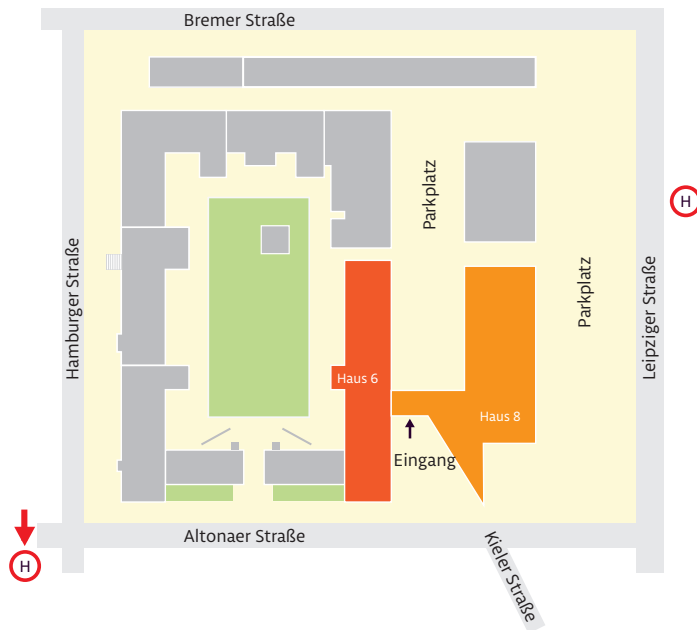 Bremer Straße
Parkplatz
H
Hamburger Straße
Parkplatz
Leipziger Straße
Haus 6
Haus 8
Eingang
Altonaer Straße
H
Kieler Straße